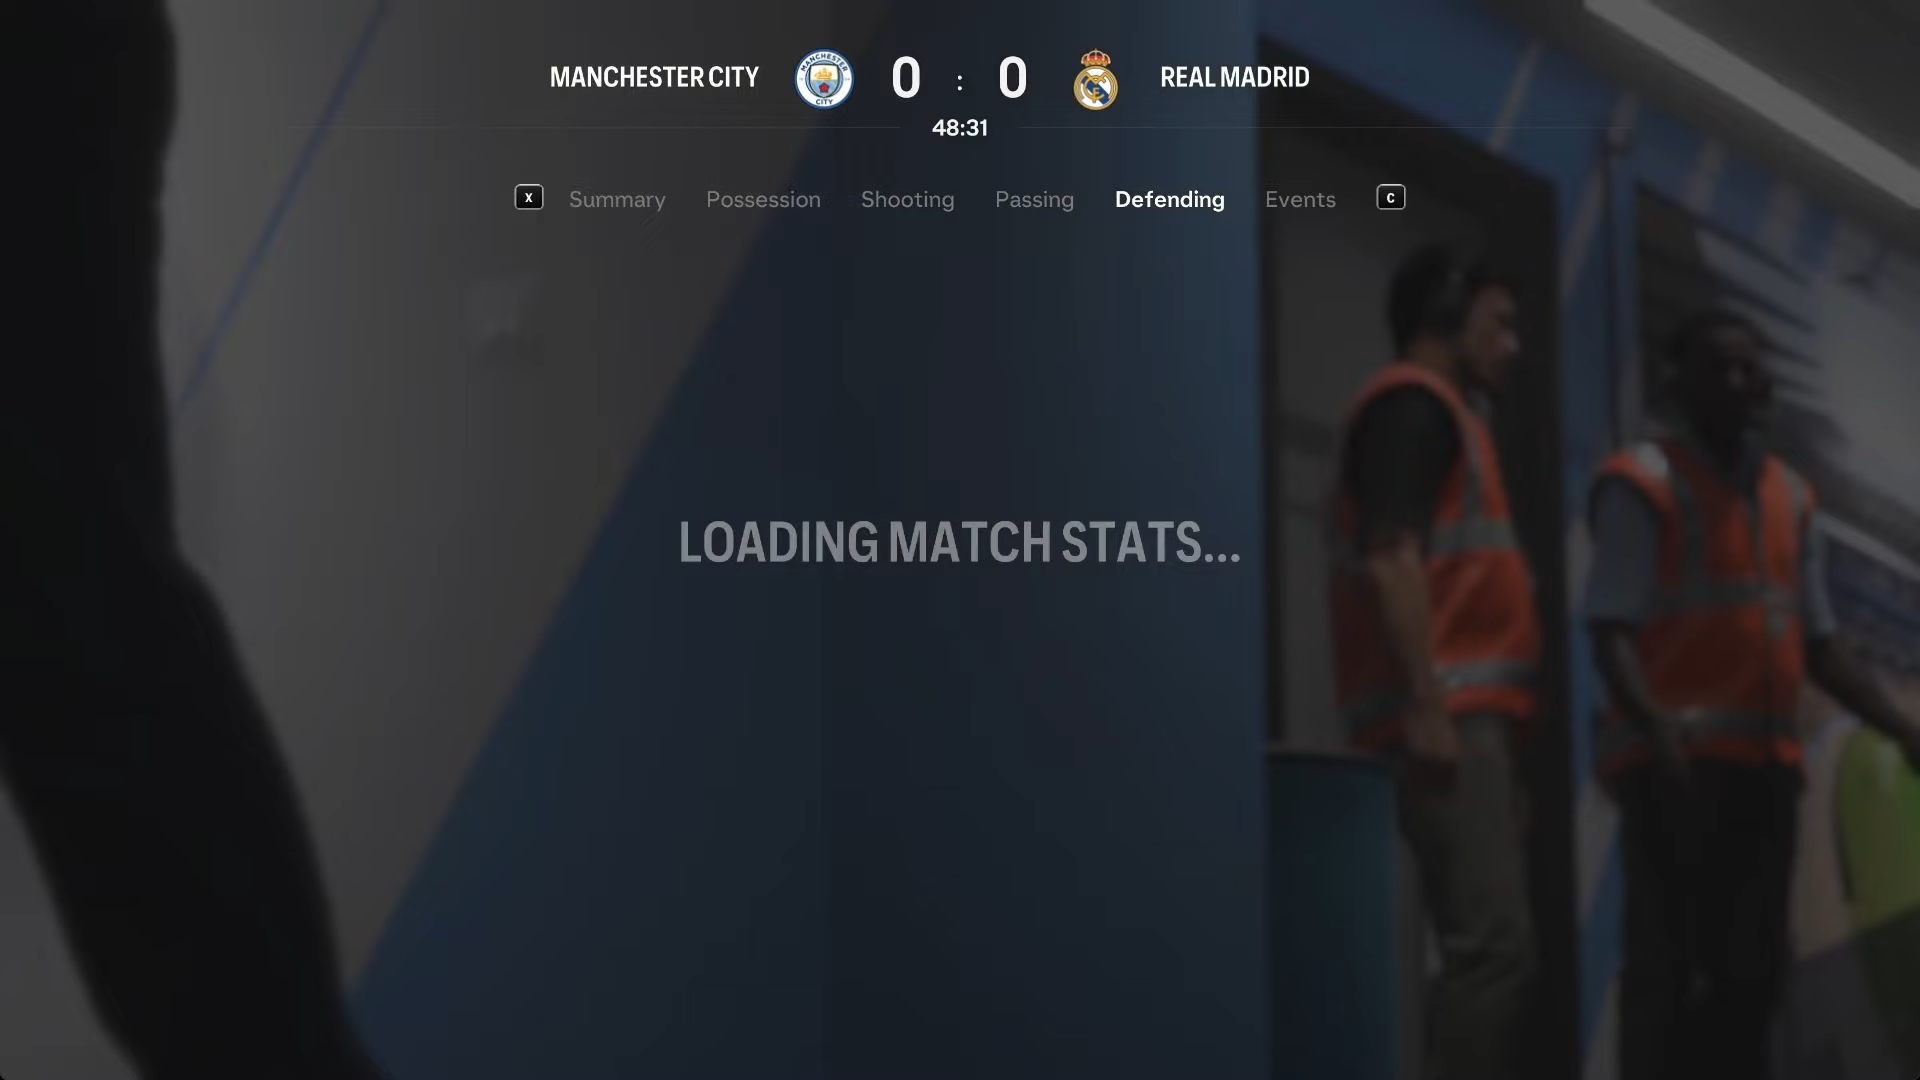 MANCHESTER CITY 0 : 0 REAL MADRID
48:31
X Summary Possession Shooting Passing Defending Events C
LOADING MATCH STATS...